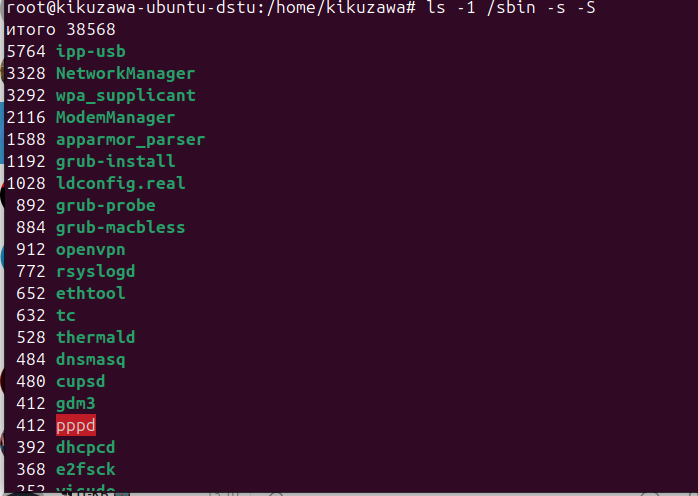 root@kikuzawa-ubuntu-dstu:/home/kikuzawa# ls -1 /sbin -s -S
итого 38568
5764 ipp-usb
3328 NetworkManager
3292 wpa_supplicant
2116 ModemManager
1588 apparmor_parser
1192 grub-install
1028 ldconfig.real
892 grub-probe
884 grub-macbless
912 openvpn
772 rsyslogd
652 ethtool
632 tc
528 thermald
484 dnsmasq
480 cupsd
412 gdm3
412 pppd
392 dhcpcd
368 e2fsck